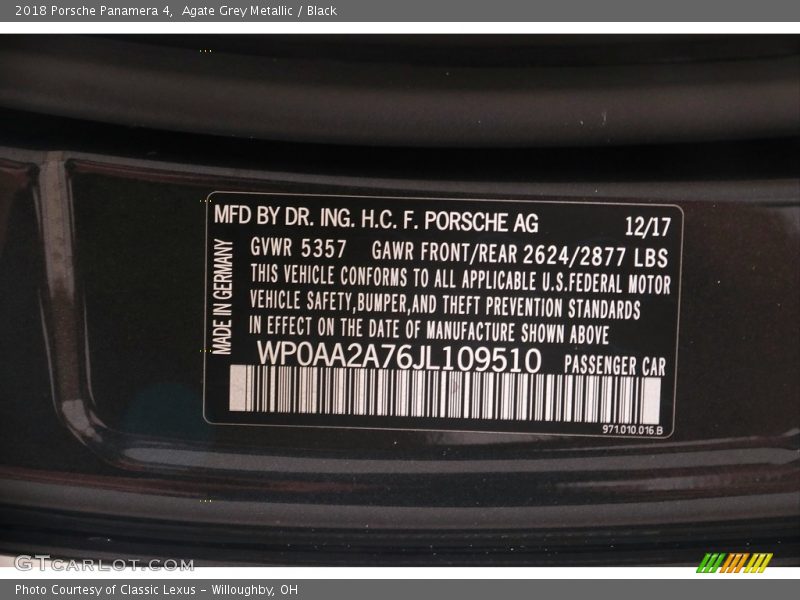 2018 Porsche Panamera 4,  Agate Grey Metallic / Black
MFD BY DR. ING. H.C. F. PORSCHE AG 12/17
GVWR 5357 GAWR FRONT/REAR 2624/2877 LBS
THIS VEHICLE CONFORMS TO ALL APPLICABLE U.S.FEDERAL MOTOR
VEHICLE SAFETY,BUMPER,AND THEFT PREVENTION STANDARDS
IN EFFECT ON THE DATE OF MANUFACTURE SHOWN ABOVE
MADE IN GERMANY
WP0AA2A76JL109510 PASSENGER CAR
971.010.016.B
GTCARLOT.COM
Photo Courtesy of Classic Lexus - Willoughby, OH